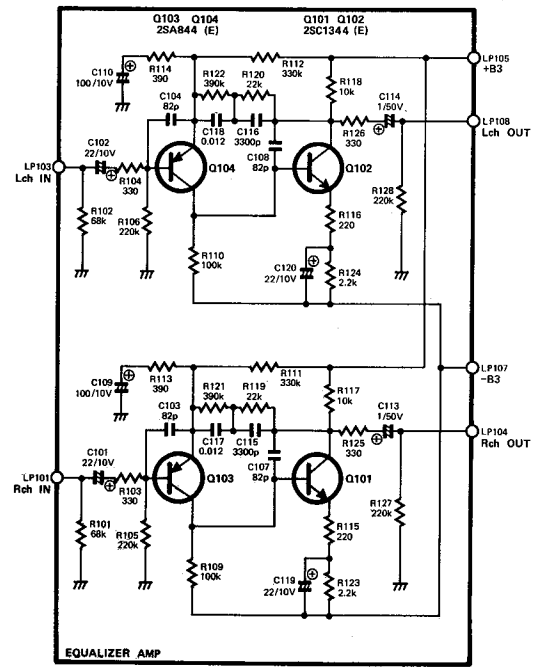 Q103 Q104
2SA844 (E)
Q101 Q102
2SC1344 (E)
C110
100/10V
R114
390
R112
330k
LP105
+B3
R122
390k
R120
22k
R118
10k
C104
82p
C114
1/50V
LP108
Lch OUT
C118
0.012
C116
3300p
R126
330
C102
22/10V
C108
82p
LP103
Lch IN
R104
330
Q104
Q102
R128
220k
R102
68k
R106
220k
R116
220
R110
100k
C120
22/10V
R124
2.2k
LP107
-B3
C109
100/10V
R113
390
R111
330k
R121
390k
R119
22k
R117
10k
C103
82p
C113
1/50V
LP104
Rch OUT
C117
0.012
C115
3300p
R125
330
C101
22/10V
C107
82p
LP101
Rch IN
R103
330
Q103
Q101
R127
220k
R101
68k
R105
220k
R115
220
R109
100k
C119
22/10V
R123
2.2k
EQUALIZER AMP